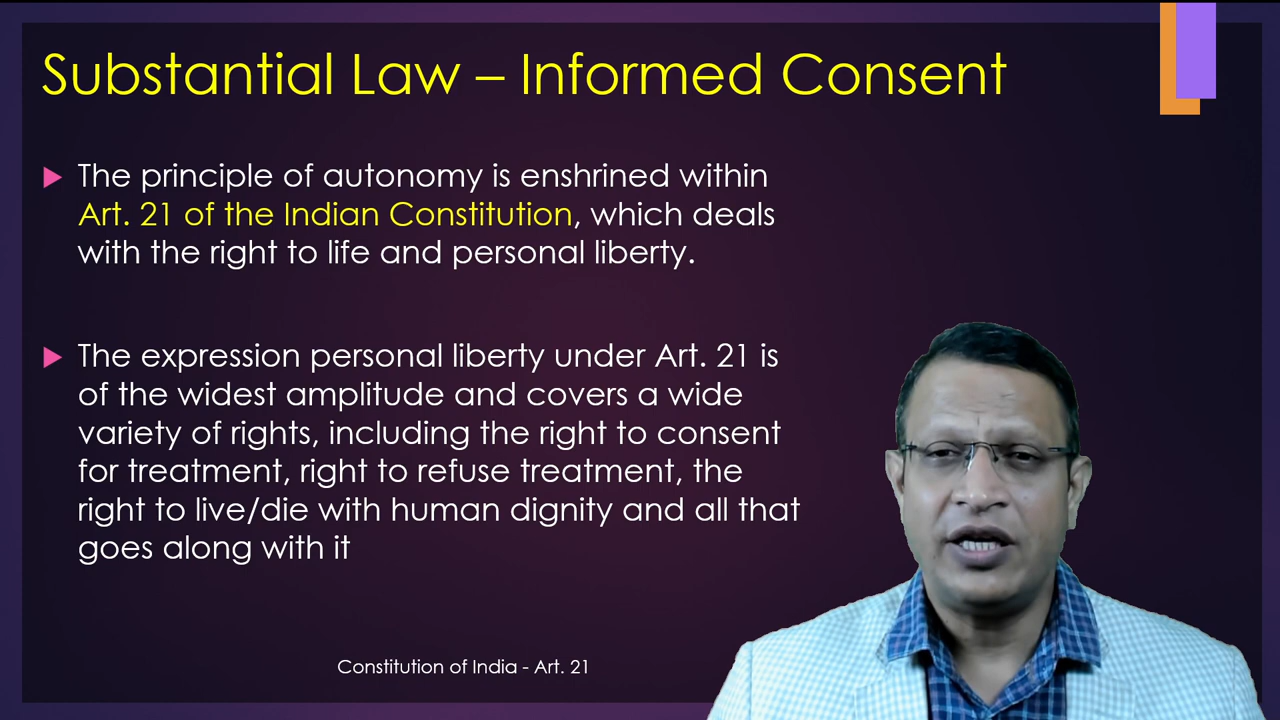 Substantial Law – Informed Consent
The principle of autonomy is enshrined within
Art. 21 of the Indian Constitution, which deals
with the right to life and personal liberty.
The expression personal liberty under Art. 21 is
of the widest amplitude and covers a wide
variety of rights, including the right to consent
for treatment, right to refuse treatment, the
right to live/die with human dignity and all that
goes along with it
Constitution of India - Art. 21